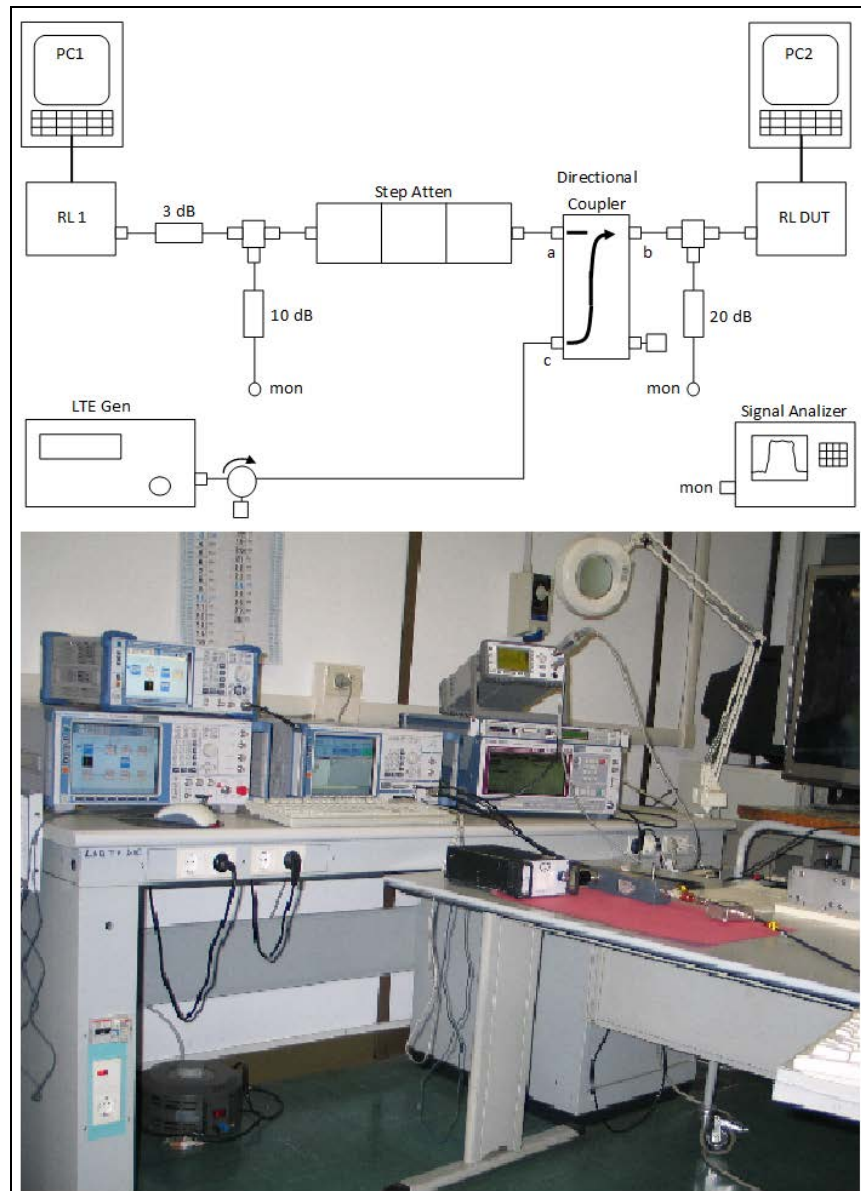 PC1
PC2
Directional
Coupler
Step Atten
RL 1
3 dB
RL DUT
a
b
10 dB
20 dB
c
mon
mon
LTE Gen
Signal Analizer
mon